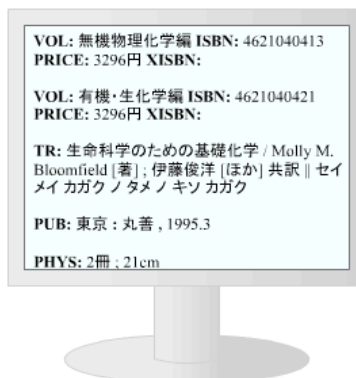 VOL: 無機物理化学編 ISBN: 4621040413
PRICE: 3296円 XISBN:
VOL: 有機・生化学編 ISBN: 4621040421
PRICE: 3296円 XISBN:
TR: 生命科学のための基礎化学 / Molly M.
Bloomfield [著] ; 伊藤俊洋 [ほか] 共訳 || セイ
メイ カガク ノ タメ ノ キソ カガク
PUB: 東京 : 丸善 , 1995.3
PHYS: 2冊 ; 21cm